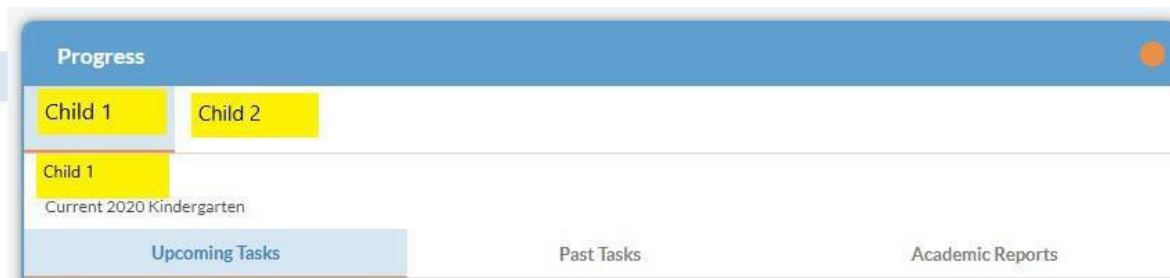 Progress
Child 1 Child 2
Child 1
Current 2020 Kindergarten
Upcoming Tasks Past Tasks Academic Reports